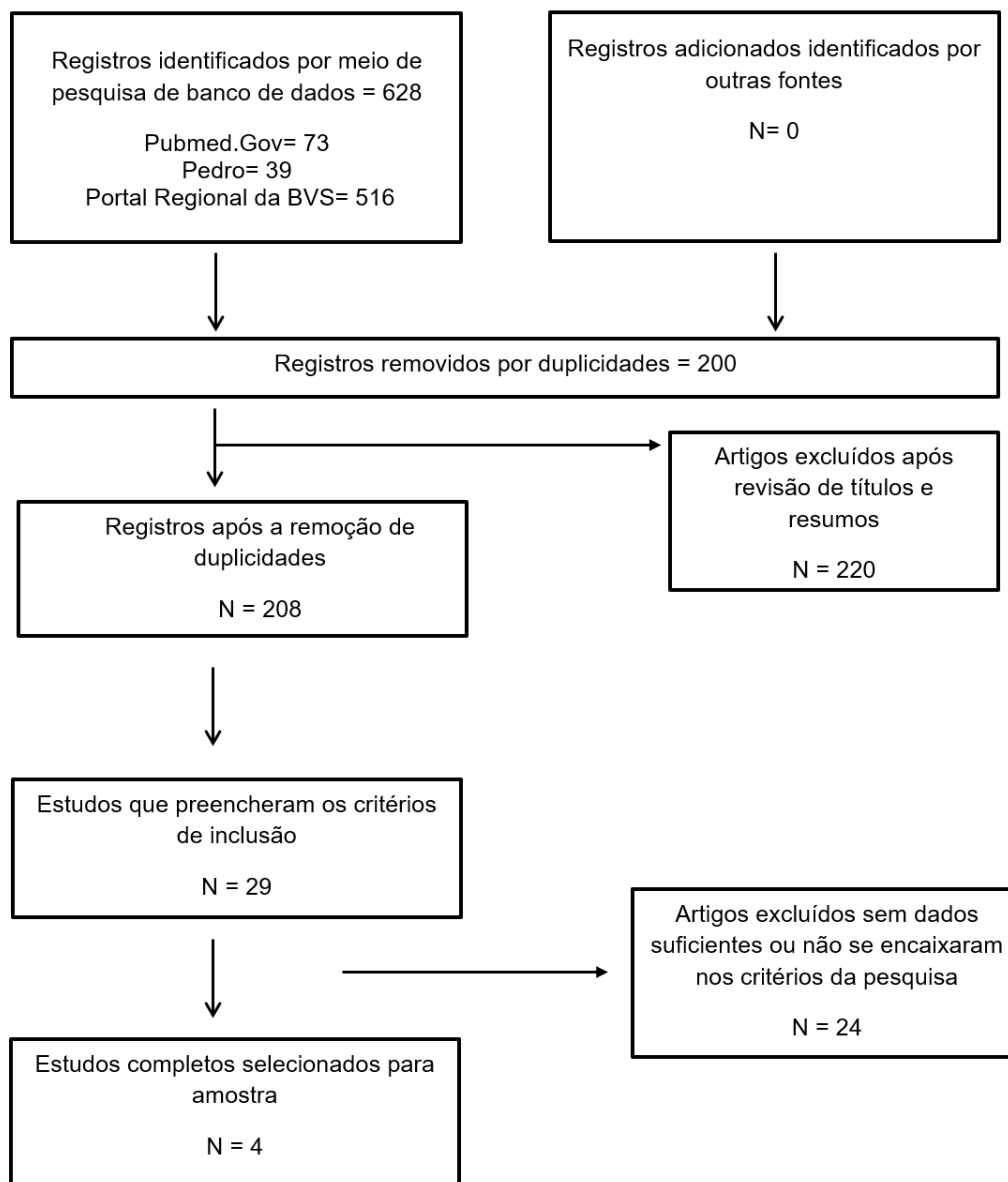 Registros identificados por meio de
pesquisa de banco de dados = 628
Pubmed.Gov= 73
Pedro= 39
Portal Regional da BVS= 516
Registros adicionados identificados por
outras fontes
N= 0
Registros removidos por duplicidades = 200
Artigos excluídos após
revisão de títulos e
resumos
N = 220
Registros após a remoção de
duplicidades
N = 208
Estudos que preencheram os critérios
de inclusão
N = 29
Artigos excluídos sem dados
suficientes ou não se encaixaram
nos critérios da pesquisa
N = 24
Estudos completos selecionados para
amostra
N = 4